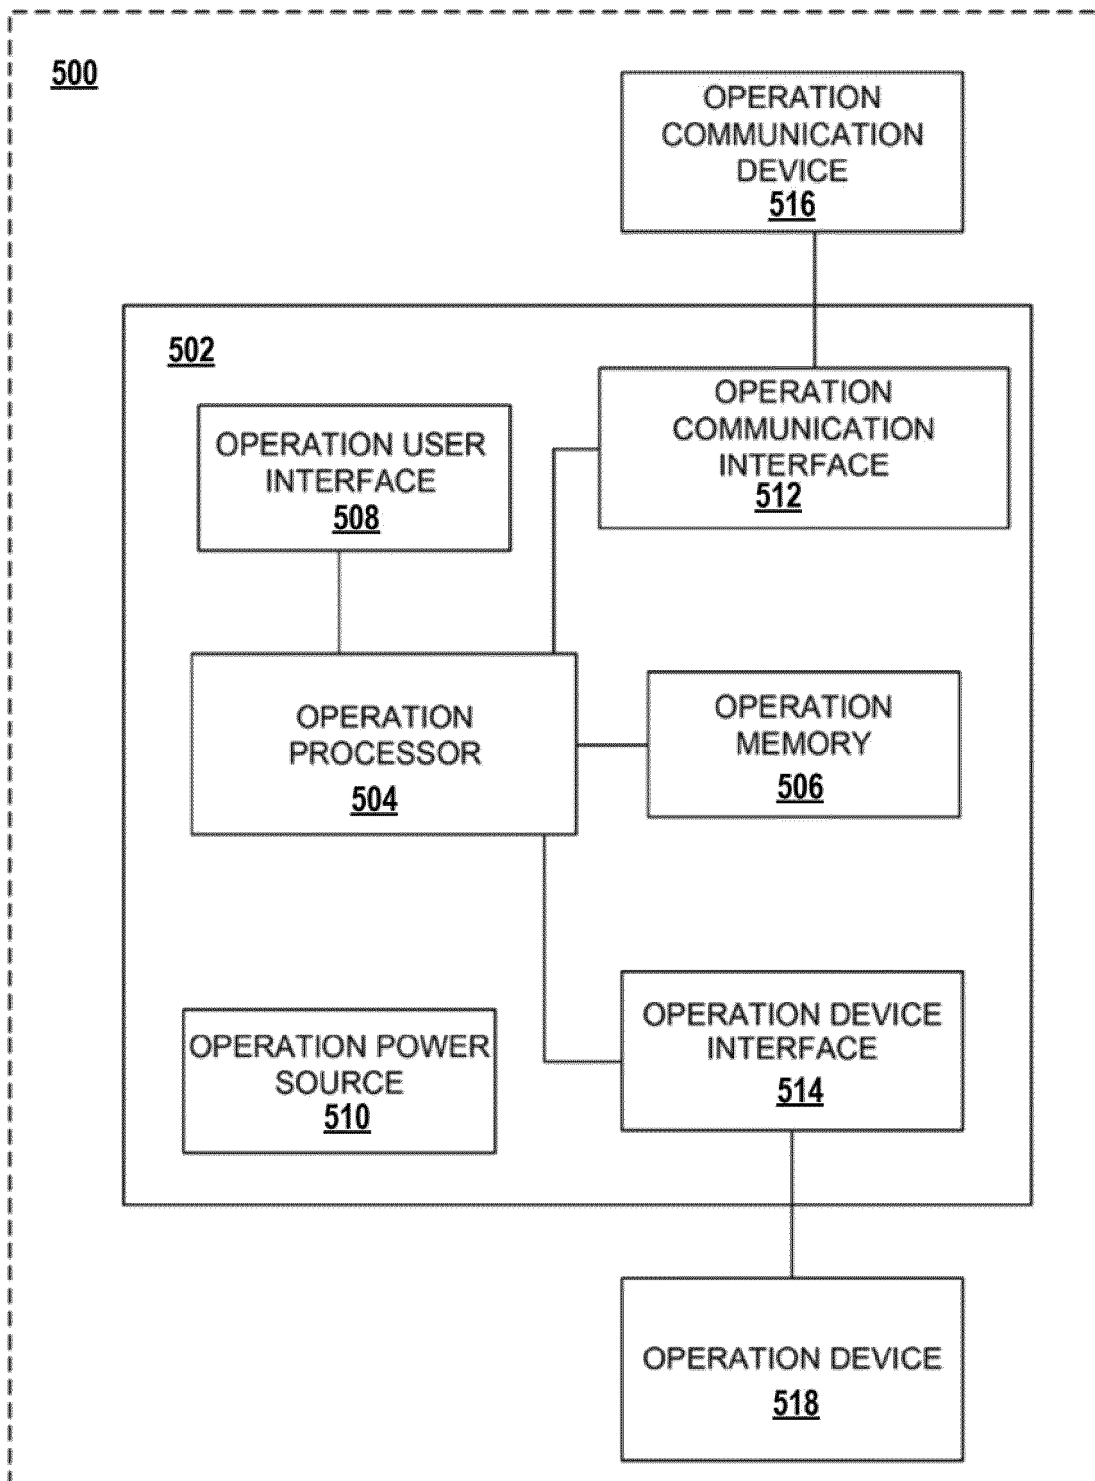 500
OPERATION
COMMUNICATION
DEVICE
516
502
OPERATION USER
INTERFACE
508
OPERATION
COMMUNICATION
INTERFACE
512
OPERATION
PROCESSOR
504
OPERATION
MEMORY
506
OPERATION POWER
SOURCE
510
OPERATION DEVICE
INTERFACE
514
OPERATION DEVICE
518